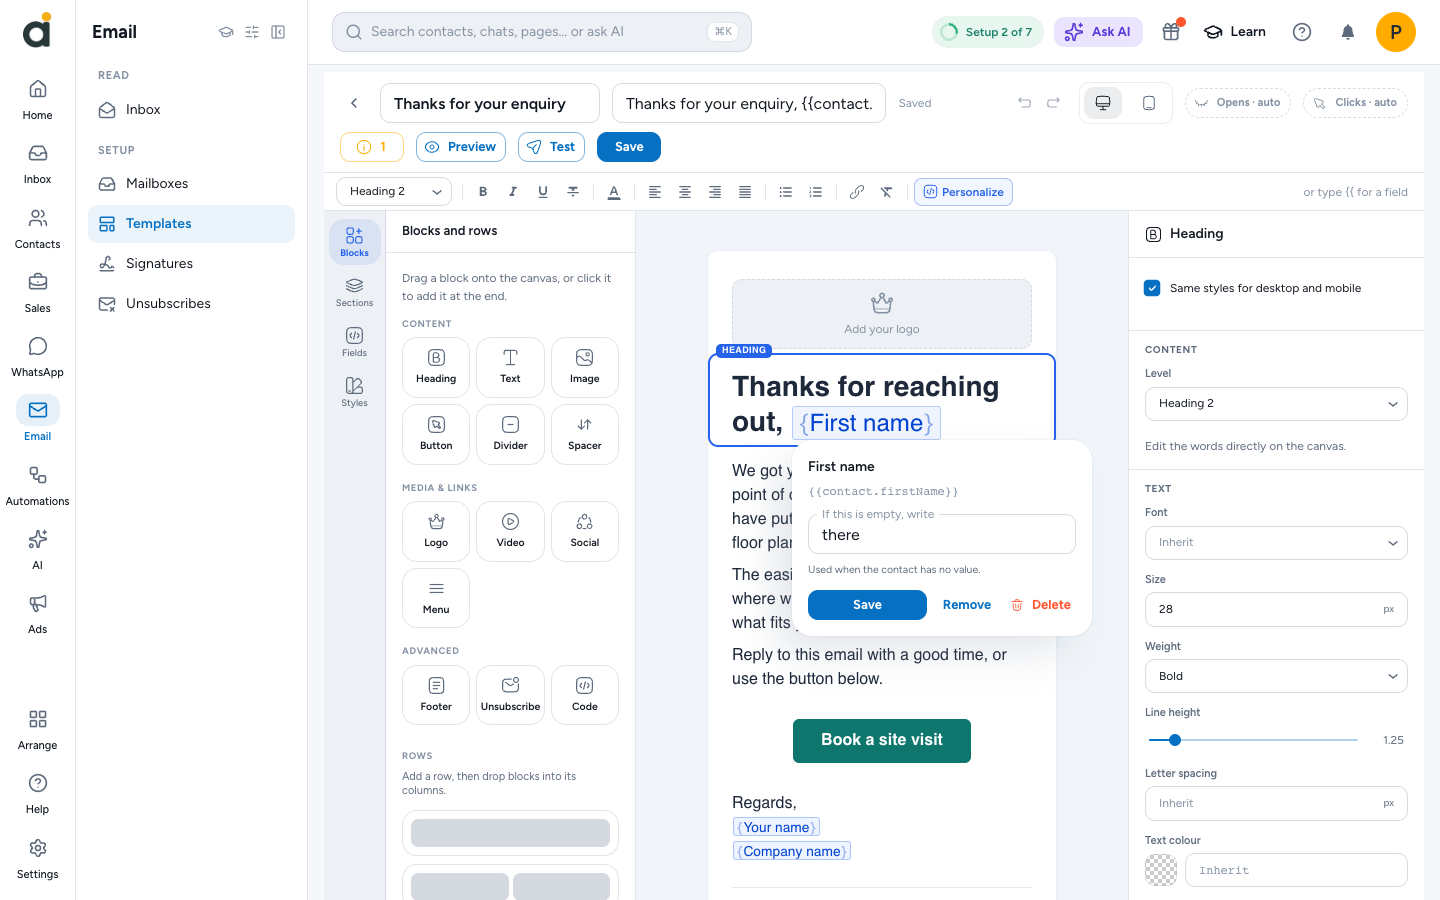 Email
Search contacts, chats, pages... or ask AI
⌘K
Setup 2 of 7
Ask AI
Learn
P
Home
Inbox
Contacts
Sales
WhatsApp
Email
Automations
AI
Ads
Arrange
Help
Settings
READ
Inbox
SETUP
Mailboxes
Templates
Signatures
Unsubscribes
Thanks for your enquiry
Thanks for your enquiry, {{contact.
Saved
Opens · auto
Clicks · auto
1
Preview
Test
Save
Heading 2
B
I
U
T
A
Personalize
or type {{ for a field
Blocks
Sections
Fields
Styles
Blocks and rows
Drag a block onto the canvas, or click it
to add it at the end.
CONTENT
Heading
Text
Image
Button
Divider
Spacer
MEDIA & LINKS
Logo
Video
Social
Menu
ADVANCED
Footer
Unsubscribe
Code
ROWS
Add a row, then drop blocks into its
columns.
Add your logo
HEADING
Thanks for reaching
out, {First name}
We got
point of
have put
floor plan
The easi
where w
what fits
First name
{{contact.firstName}}
If this is empty, write
there
Used when the contact has no value.
Save
Remove
Delete
Reply to this email with a good time, or
use the button below.
Book a site visit
Regards,
{Your name}
{Company name}
Heading
Same styles for desktop and mobile
CONTENT
Level
Heading 2
Edit the words directly on the canvas.
TEXT
Font
Inherit
Size
28
px
Weight
Bold
Line height
1.25
Letter spacing
Inherit
px
Text colour
Inherit